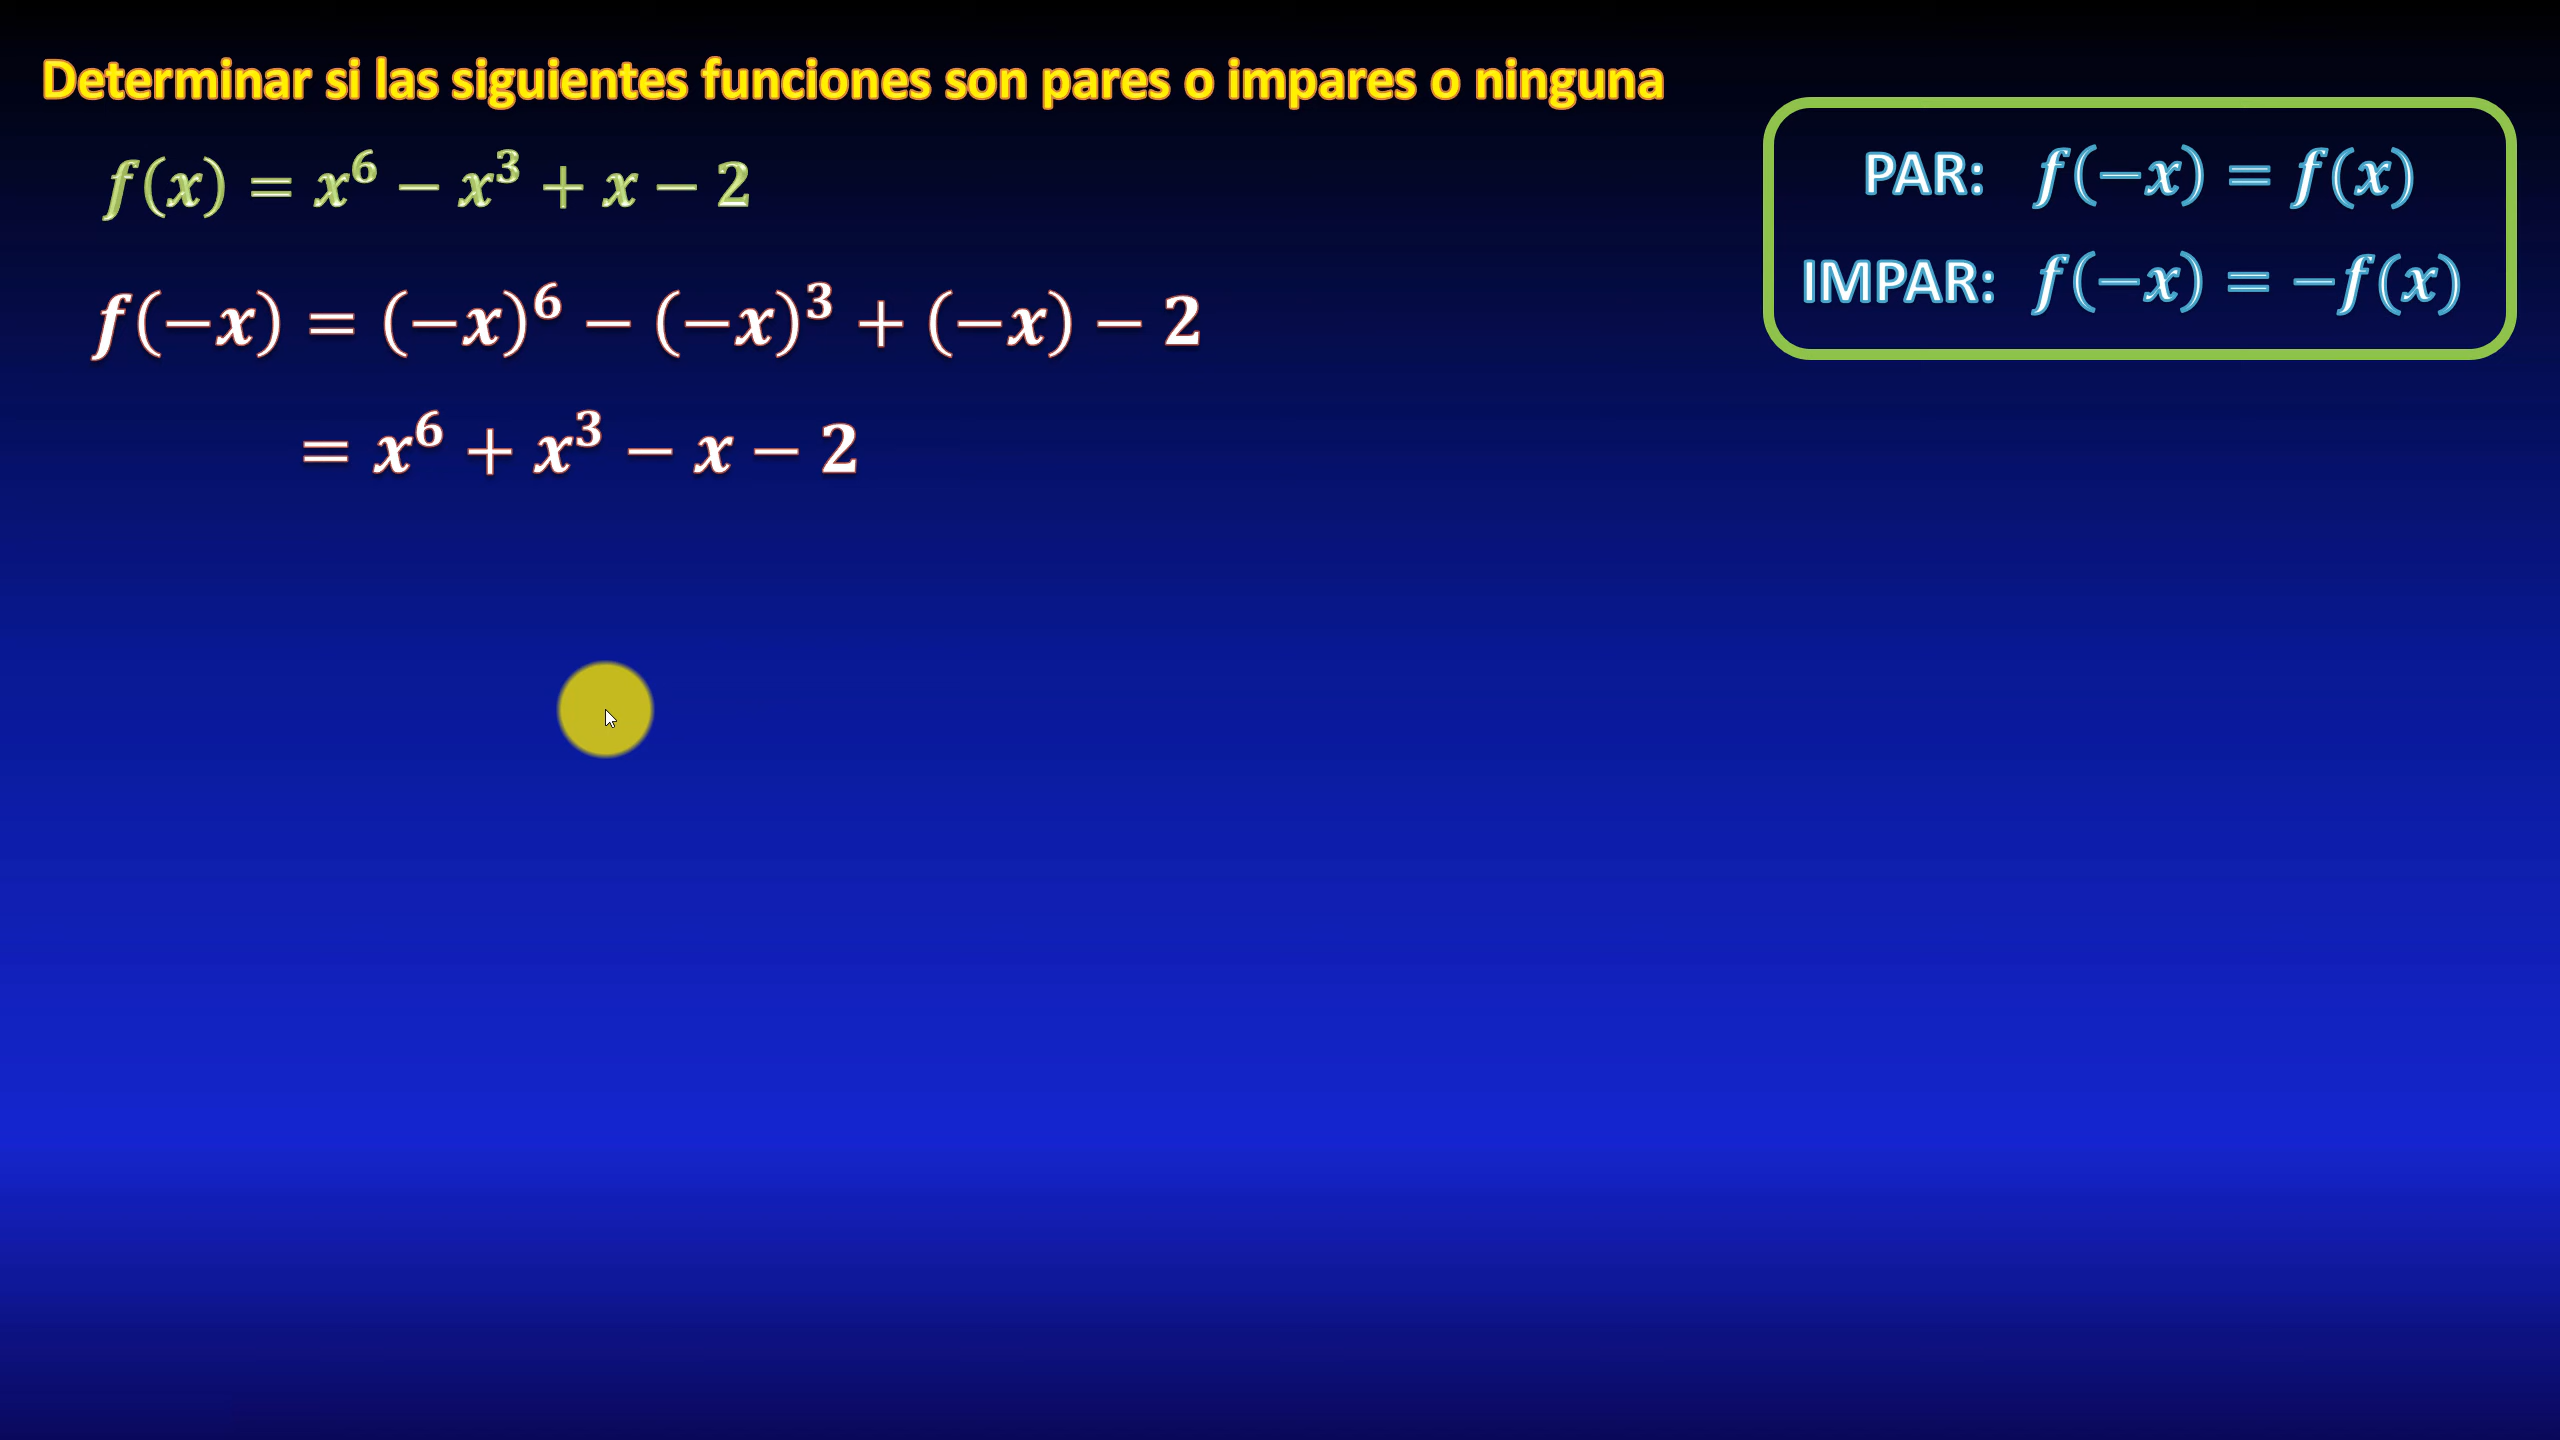 Determinar si las siguientes funciones son pares o impares o ninguna
f(x) = x⁶ − x³ + x − 2
PAR: f(−x) = f(x)
IMPAR: f(−x) = −f(x)
f(−x) = (−x)⁶ − (−x)³ + (−x) − 2
= x⁶ + x³ − x − 2